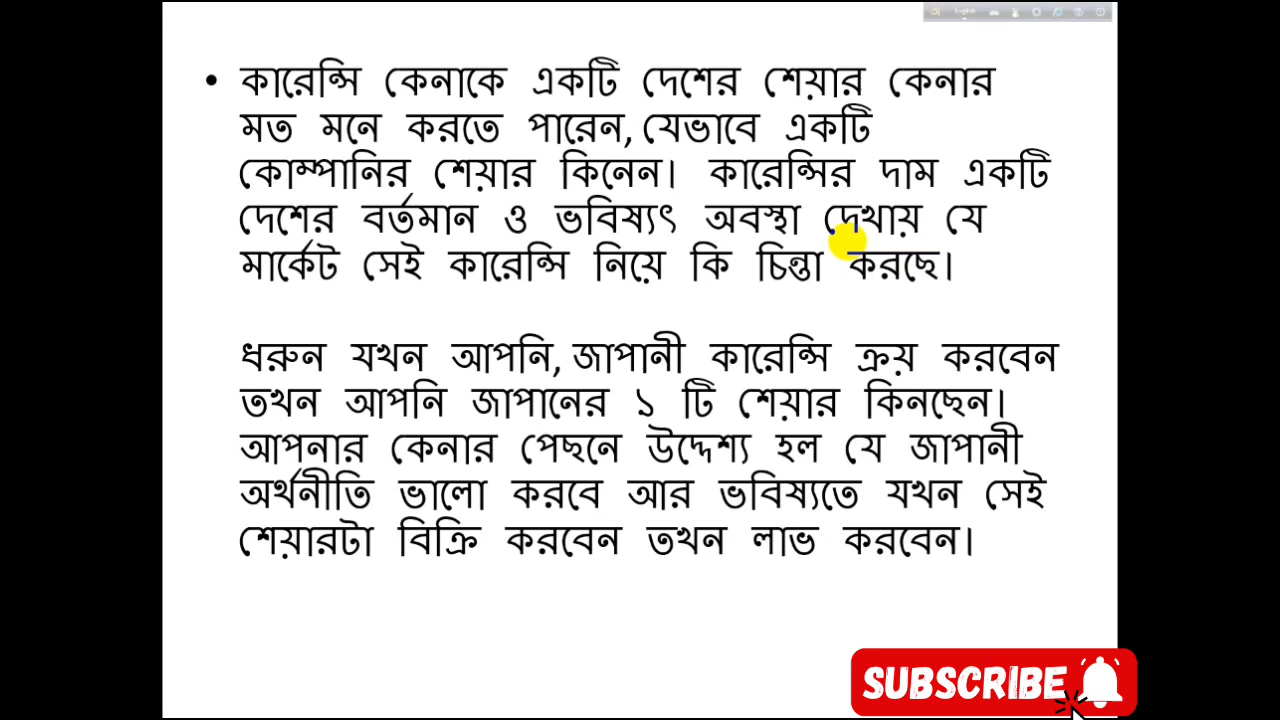 • কারেন্সি কেনাকে একটি দেশের শেয়ার কেনার
মত মনে করতে পারেন, যেভাবে একটি
কোম্পানির শেয়ার কিনেন। কারেন্সির দাম একটি
দেশের বর্তমান ও ভবিষ্যৎ অবস্থা দেখায় যে
মার্কেট সেই কারেন্সি নিয়ে কি চিন্তা করছে।
ধরুন যখন আপনি, জাপানী কারেন্সি ক্রয় করবেন
তখন আপনি জাপানের ১ টি শেয়ার কিনছেন।
আপনার কেনার পেছনে উদ্দেশ্য হল যে জাপানী
অর্থনীতি ভালো করবে আর ভবিষ্যতে যখন সেই
শেয়ারটা বিক্রি করবেন তখন লাভ করবেন।
SUBSCRIBE